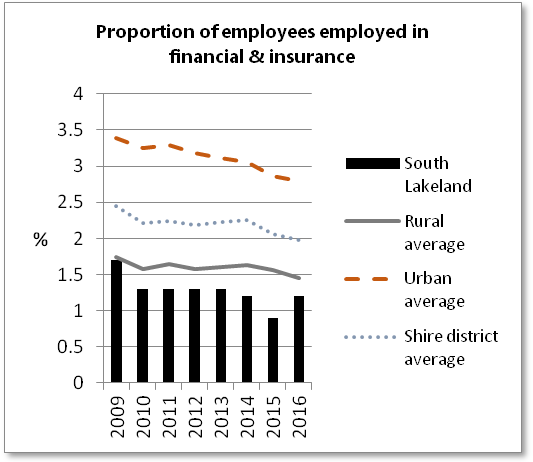 Proportion of employees employed in
financial & insurance
4
3.5
3
2.5
2
1.5
1
0.5
0
%
2009
2010
2011
2012
2013
2014
2015
2016
South
Lakeland
Rural
average
Urban
average
Shire district
average